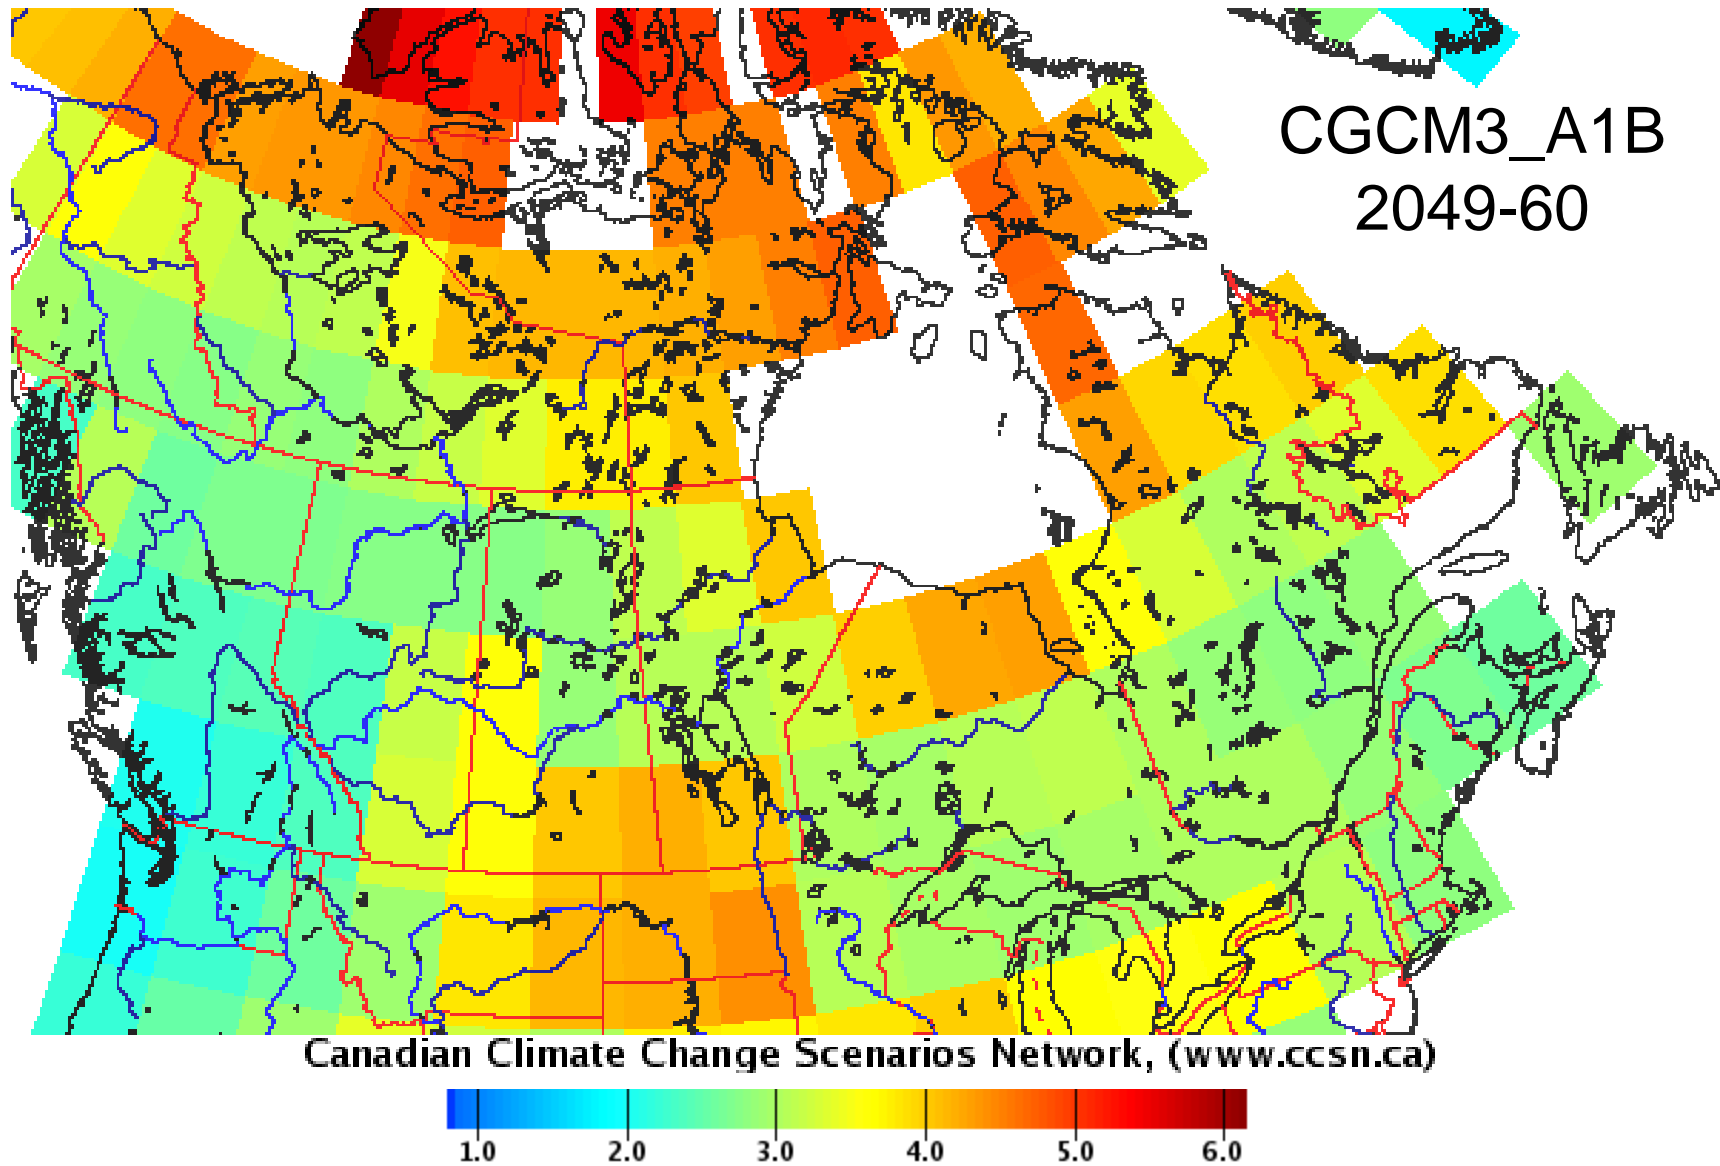 CGCM3_A1B
2049-60
Canadian Climate Change Scenarios Network, (www.ccsn.ca)
1.0 2.0 3.0 4.0 5.0 6.0